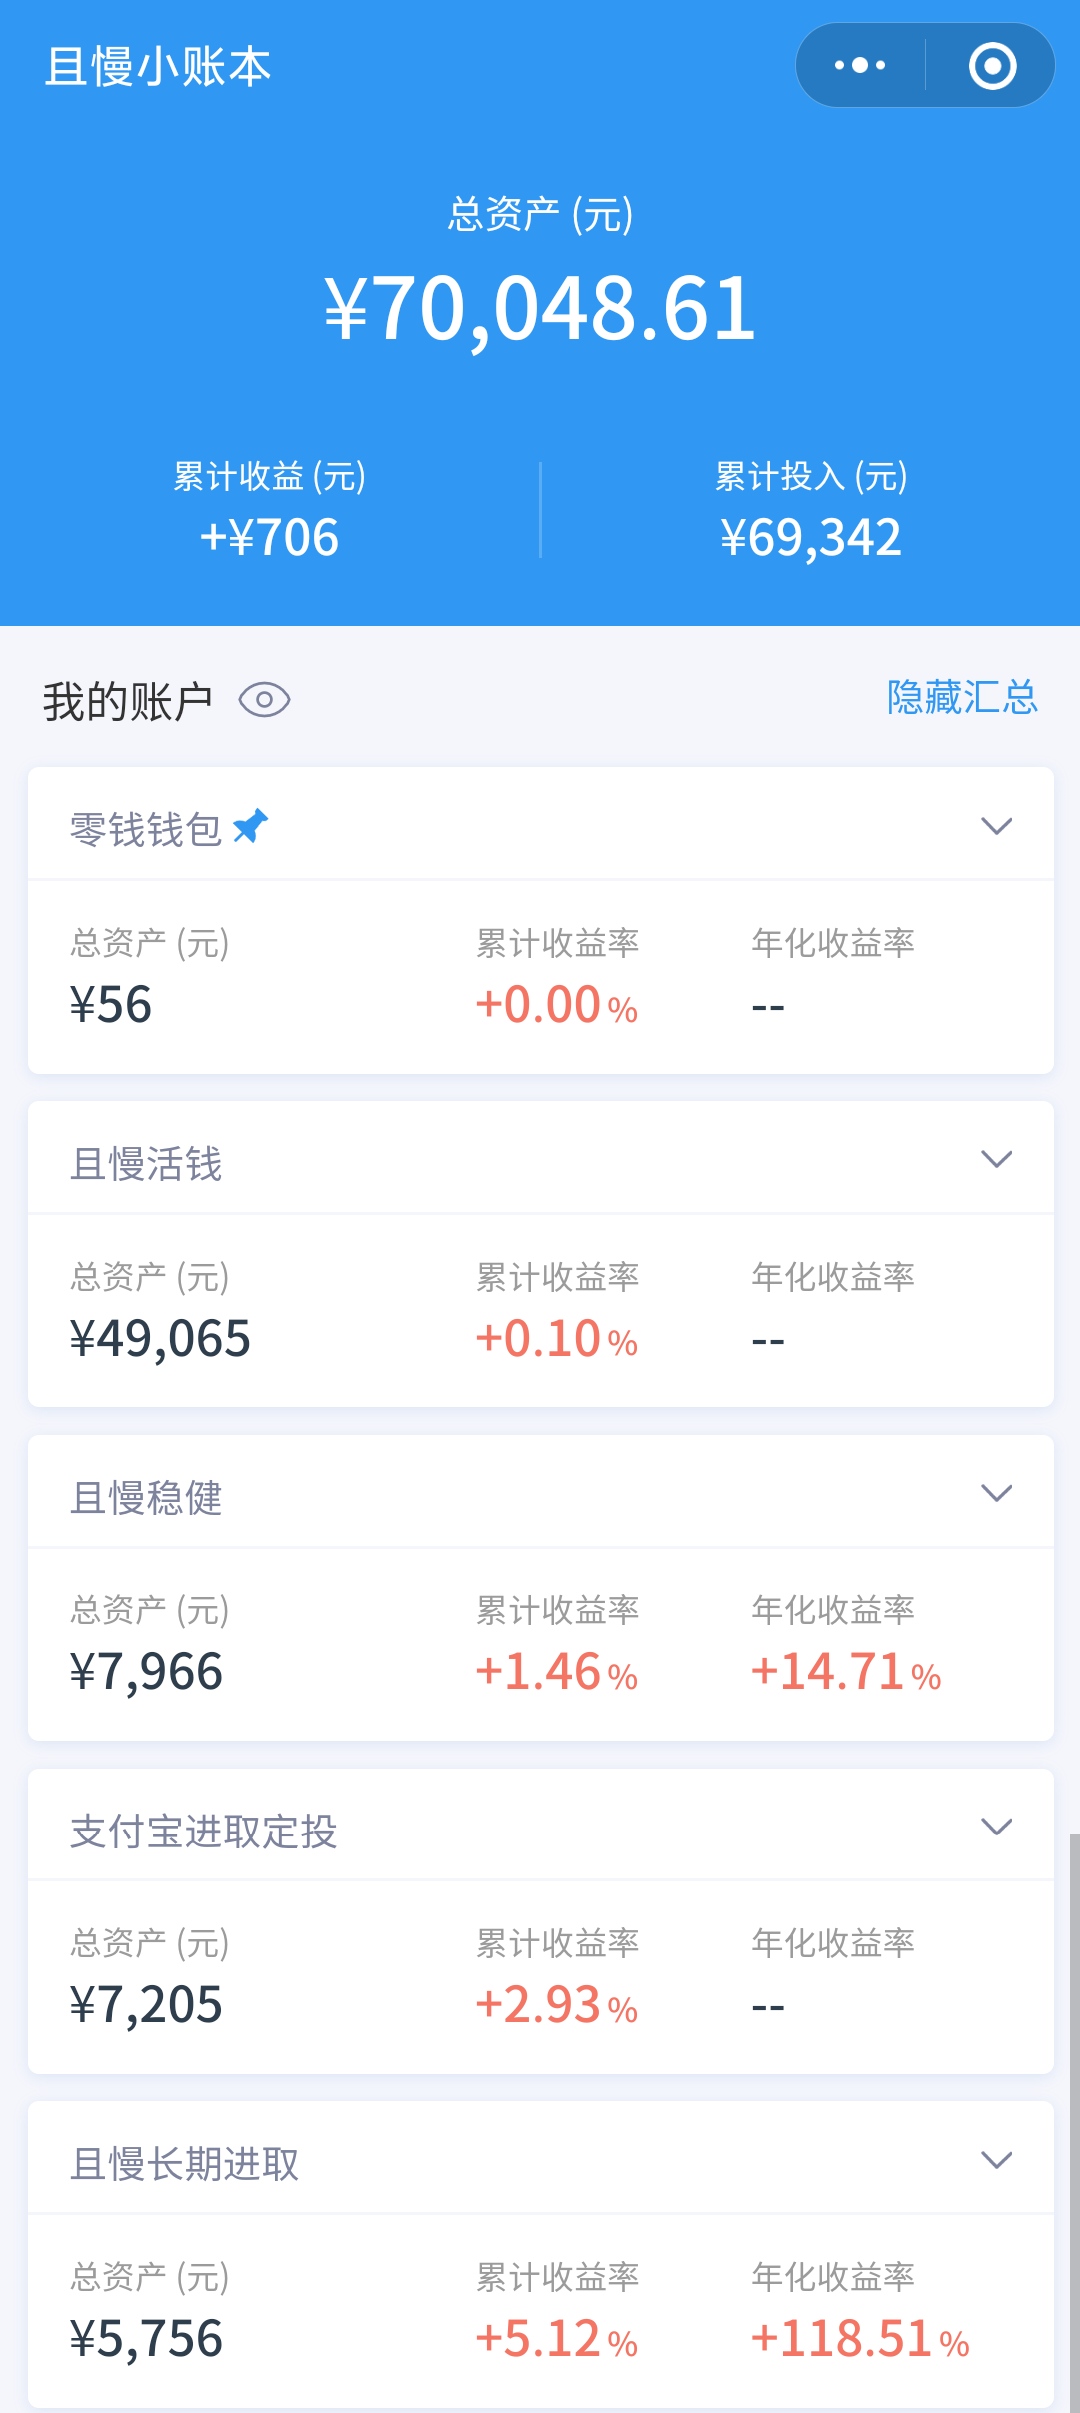 且慢小账本
总资产 (元)
¥70,048.61
累计收益 (元) 累计投入 (元)
+¥706 ¥69,342
我的账户 隐藏汇总
零钱钱包
总资产 (元) 累计收益率 年化收益率
¥56 +0.00% --
且慢活钱
总资产 (元) 累计收益率 年化收益率
¥49,065 +0.10% --
且慢稳健
总资产 (元) 累计收益率 年化收益率
¥7,966 +1.46% +14.71%
支付宝进取定投
总资产 (元) 累计收益率 年化收益率
¥7,205 +2.93% --
且慢长期进取
总资产 (元) 累计收益率 年化收益率
¥5,756 +5.12% +118.51%